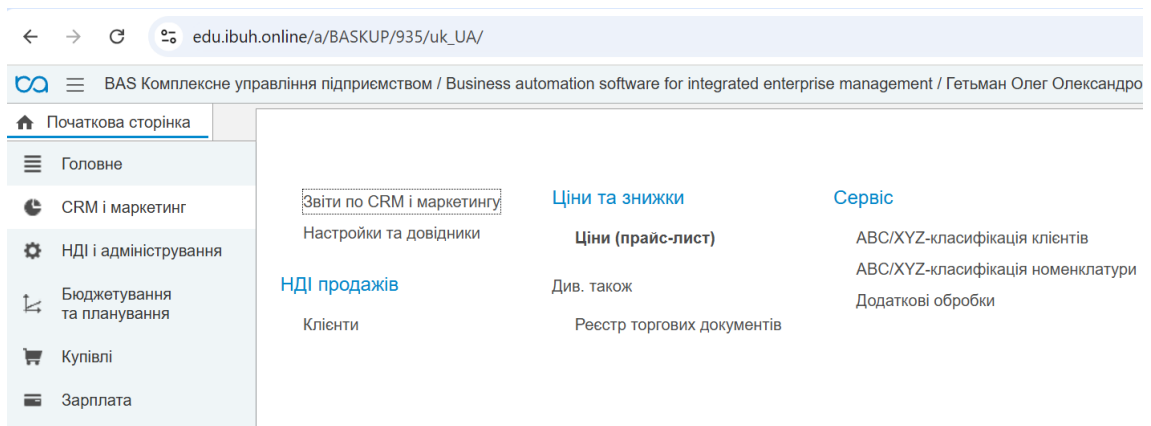 edu.ibuh.online/a/BASKUP/935/uk_UA/
BAS Комплексне управління підприємством / Business automation software for integrated enterprise management / Гетьман Олег Олександро
Початкова сторінка
Головне
CRM і маркетинг
НДІ і адміністрування
Бюджетування
та планування
Купівлі
Зарплата
Звіти по CRM і маркетингу
Настройки та довідники
НДІ продажів
Клієнти
Ціни та знижки
Ціни (прайс-лист)
Див. також
Реєстр торгових документів
Сервіс
ABC/XYZ-класифікація клієнтів
ABC/XYZ-класифікація номенклатури
Додаткові обробки